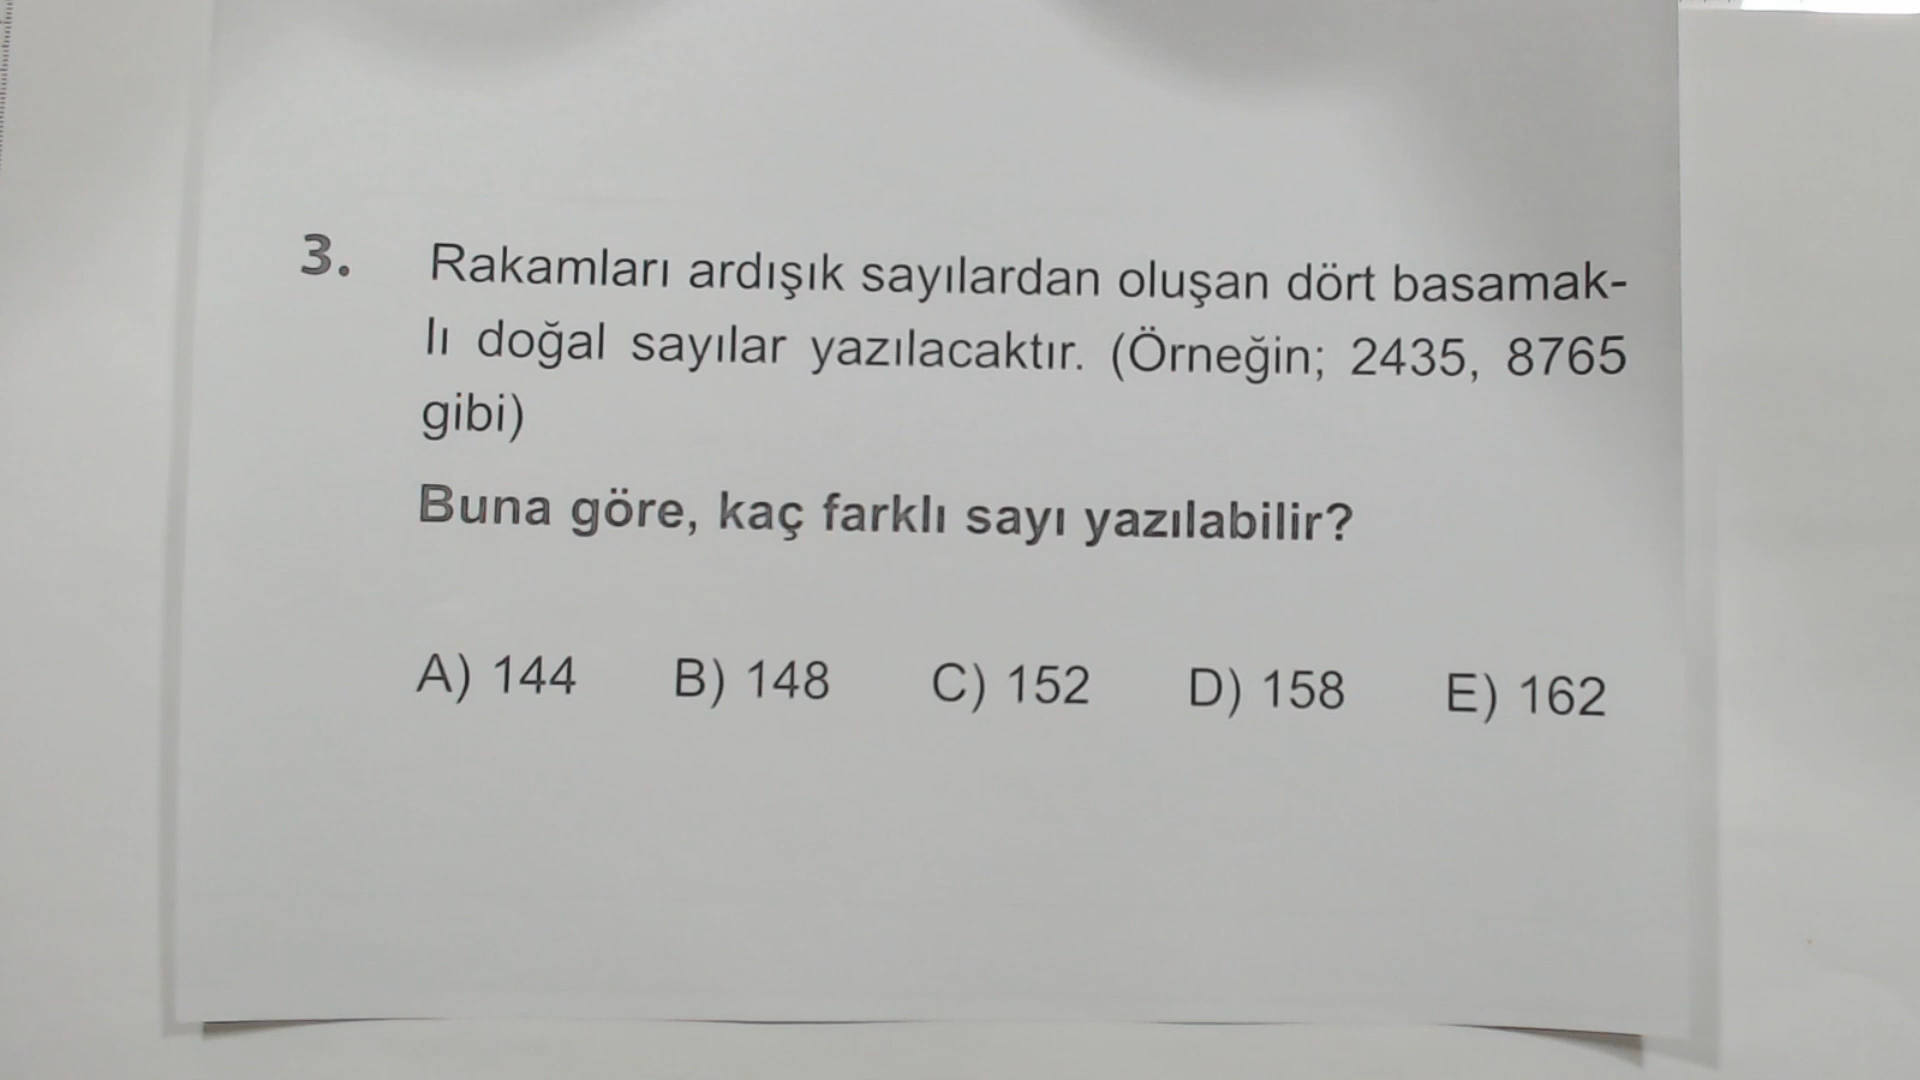 3. Rakamları ardışık sayılardan oluşan dört basamak-
lı doğal sayılar yazılacaktır. (Örneğin; 2435, 8765
gibi)
Buna göre, kaç farklı sayı yazılabilir?
A) 144 B) 148 C) 152 D) 158 E) 162